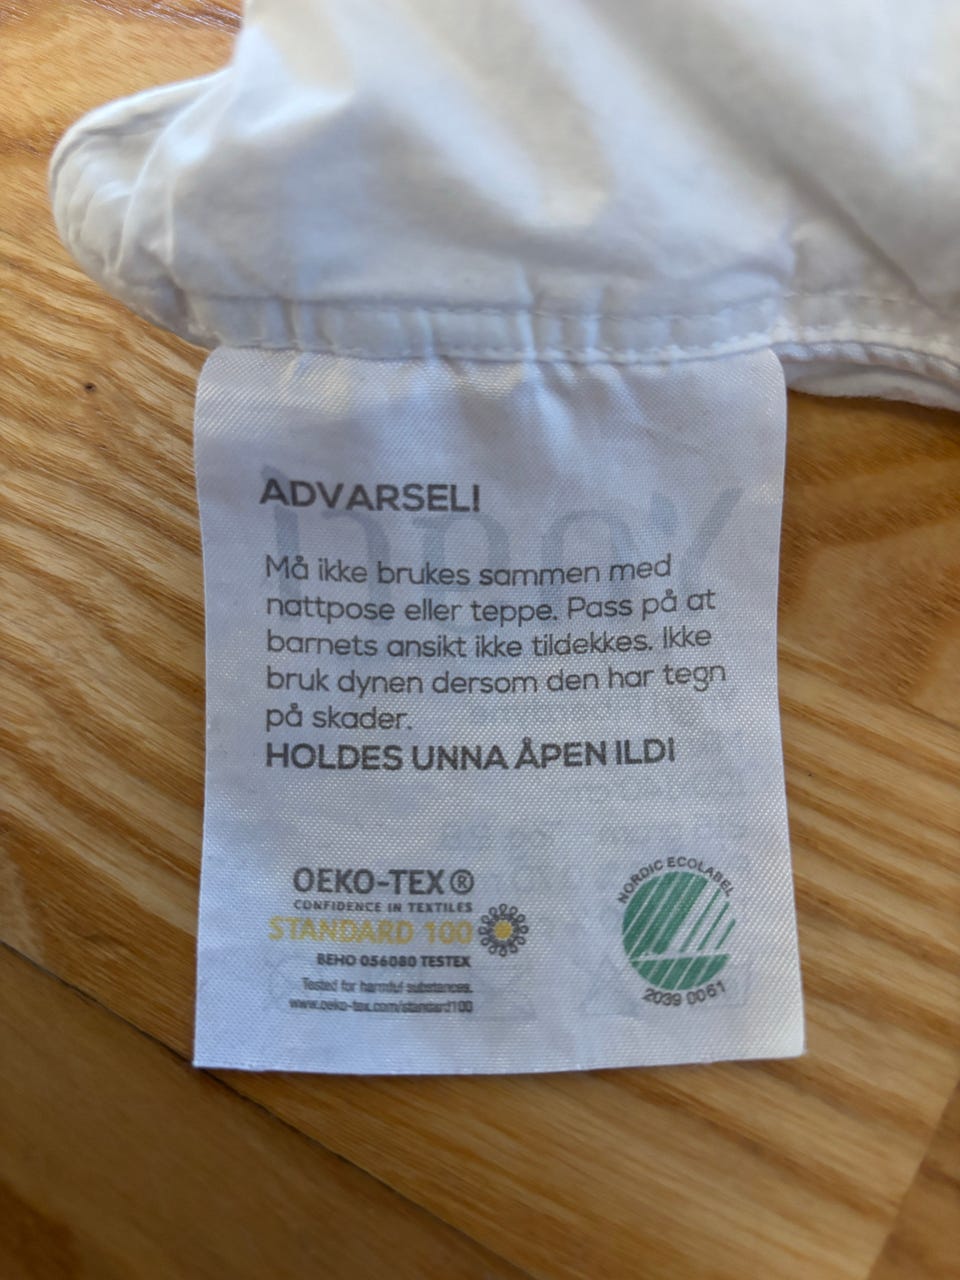 ADVARSEL!
Må ikke brukes sammen med
nattpose eller teppe. Pass på at
barnets ansikt ikke tildekkes. Ikke
bruk dynen dersom den har tegn
på skader.
HOLDES UNNA ÅPEN ILD!
OEKO-TEX®
CONFIDENCE IN TEXTILES
STANDARD 100
BEHO 056080 TESTEX
Tested for harmful substances.
www.oeko-tex.com/standard100
NORDIC ECOLABEL
2039 0061